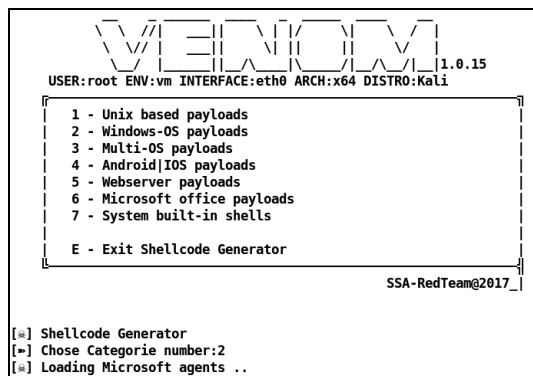 VENOM 1.0.15
USER:root ENV:vm INTERFACE:eth0 ARCH:x64 DISTRO:Kali
1 - Unix based payloads
2 - Windows-OS payloads
3 - Multi-OS payloads
4 - Android|IOS payloads
5 - Webserver payloads
6 - Microsoft office payloads
7 - System built-in shells
E - Exit Shellcode Generator
SSA-RedTeam@2017_|
[☠] Shellcode Generator
[➽] Chose Categorie number:2
[☠] Loading Microsoft agents ..